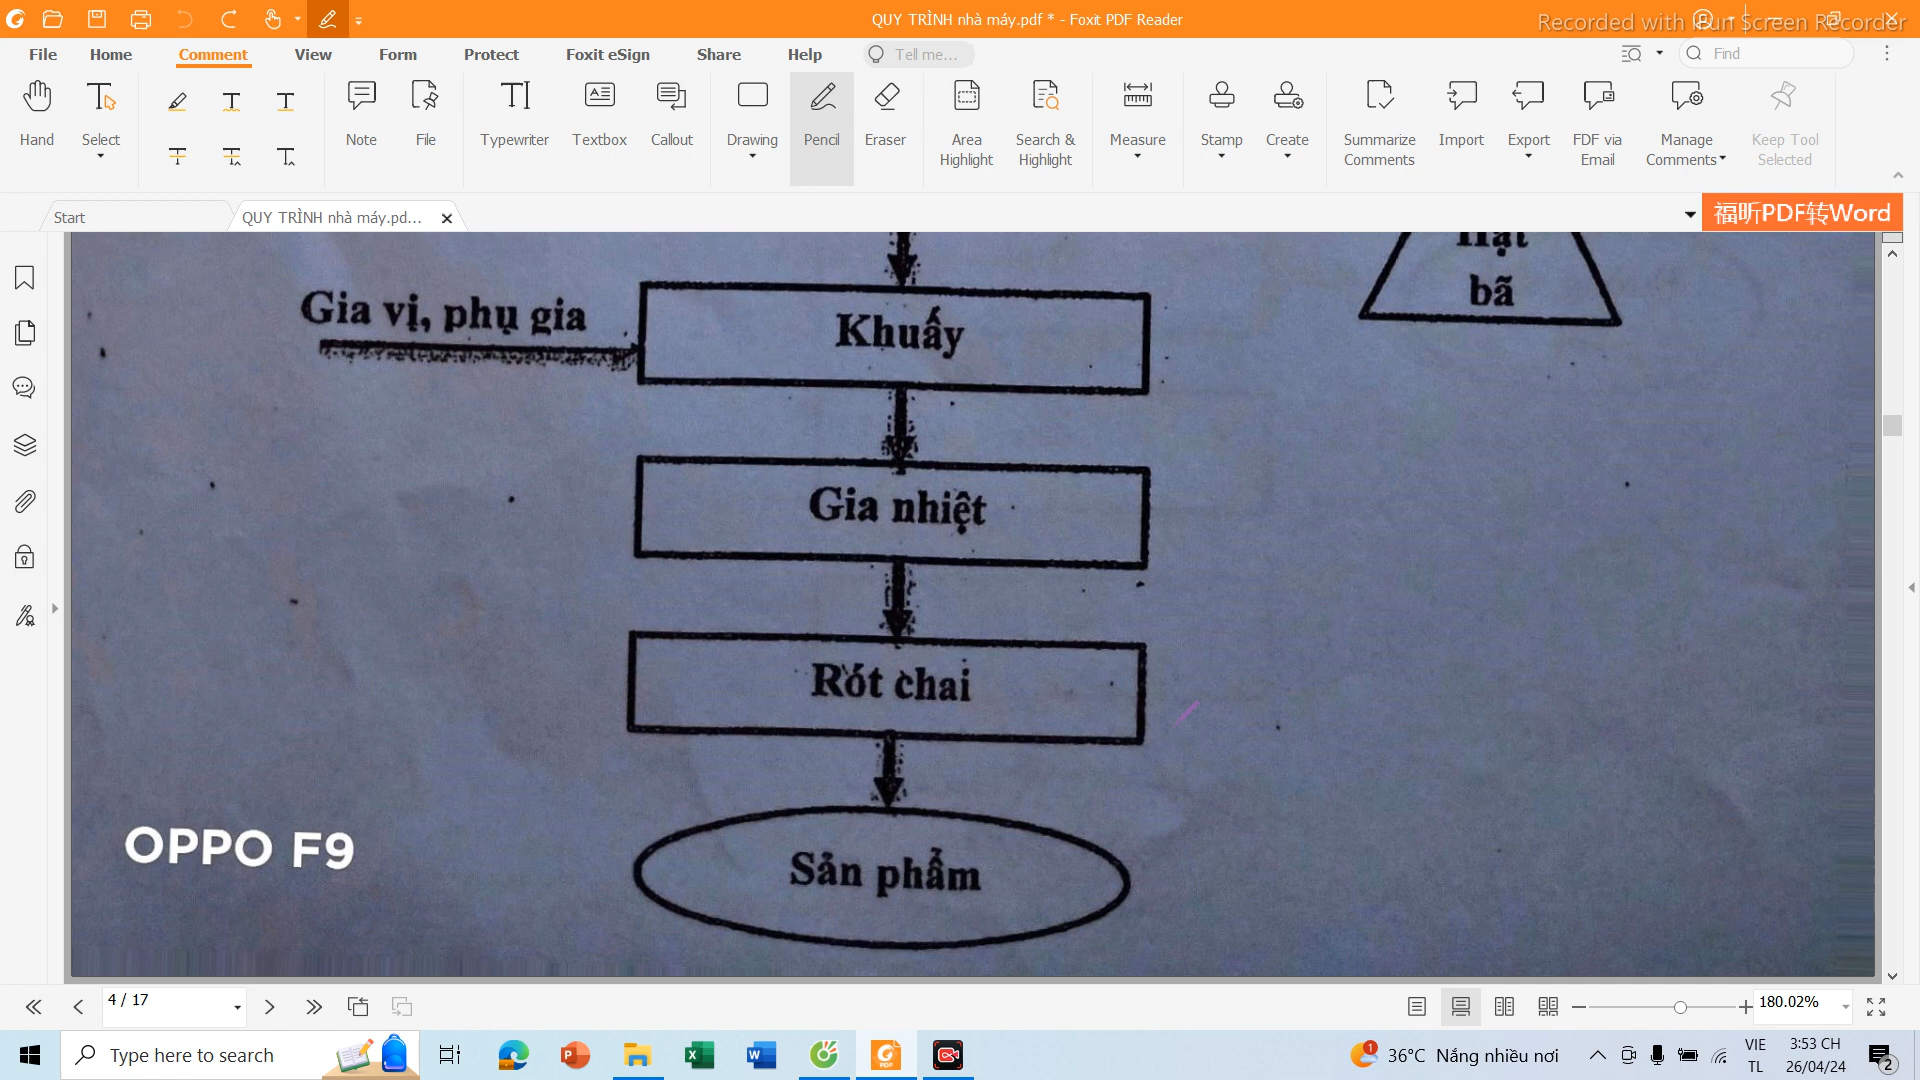 QUY TRÌNH nhà máy.pdf * - Foxit PDF Reader
Recorded with iFun Screen Recorder
File Home Comment View Form Protect Foxit eSign Share Help Tell me... Find
Hand Select Note File Typewriter Textbox Callout Drawing Pencil Eraser Area Highlight Search & Highlight Measure Stamp Create Summarize Comments Import Export FDF via Email Manage Comments Keep Tool Selected
Start QUY TRÌNH nhà máy.pd... 福昕PDF转Word
Hạt
bã
Gia vị, phụ gia
Khuấy
Gia nhiệt
Rót chai
Sản phẩm
OPPO F9
4 / 17 180.02%
Type here to search 1 36°C Nắng nhiều nơi VIE 3:53 CH
TL 26/04/24 2